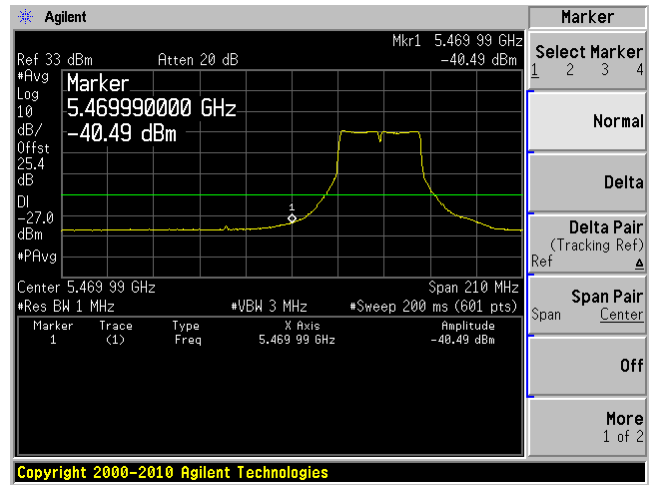 Agilent
Marker
Mkr1 5.469 99 GHz
Ref 33 dBm Atten 20 dB -40.49 dBm
#Avg
Log
10
dB/
Offst
25.4
dB
DI
-27.0
dBm
#PAvg
Marker
5.469990000 GHz
-40.49 dBm
1
Center 5.469 99 GHz Span 210 MHz
#Res BW 1 MHz #VBW 3 MHz #Sweep 200 ms (601 pts)
Marker Trace Type X Axis Amplitude
1 (1) Freq 5.469 99 GHz -40.49 dBm
Select Marker
1 2 3 4
Normal
Delta
Delta Pair
(Tracking Ref)
Ref Δ
Span Pair
Span Center
Off
More
1 of 2
Copyright 2000-2010 Agilent Technologies